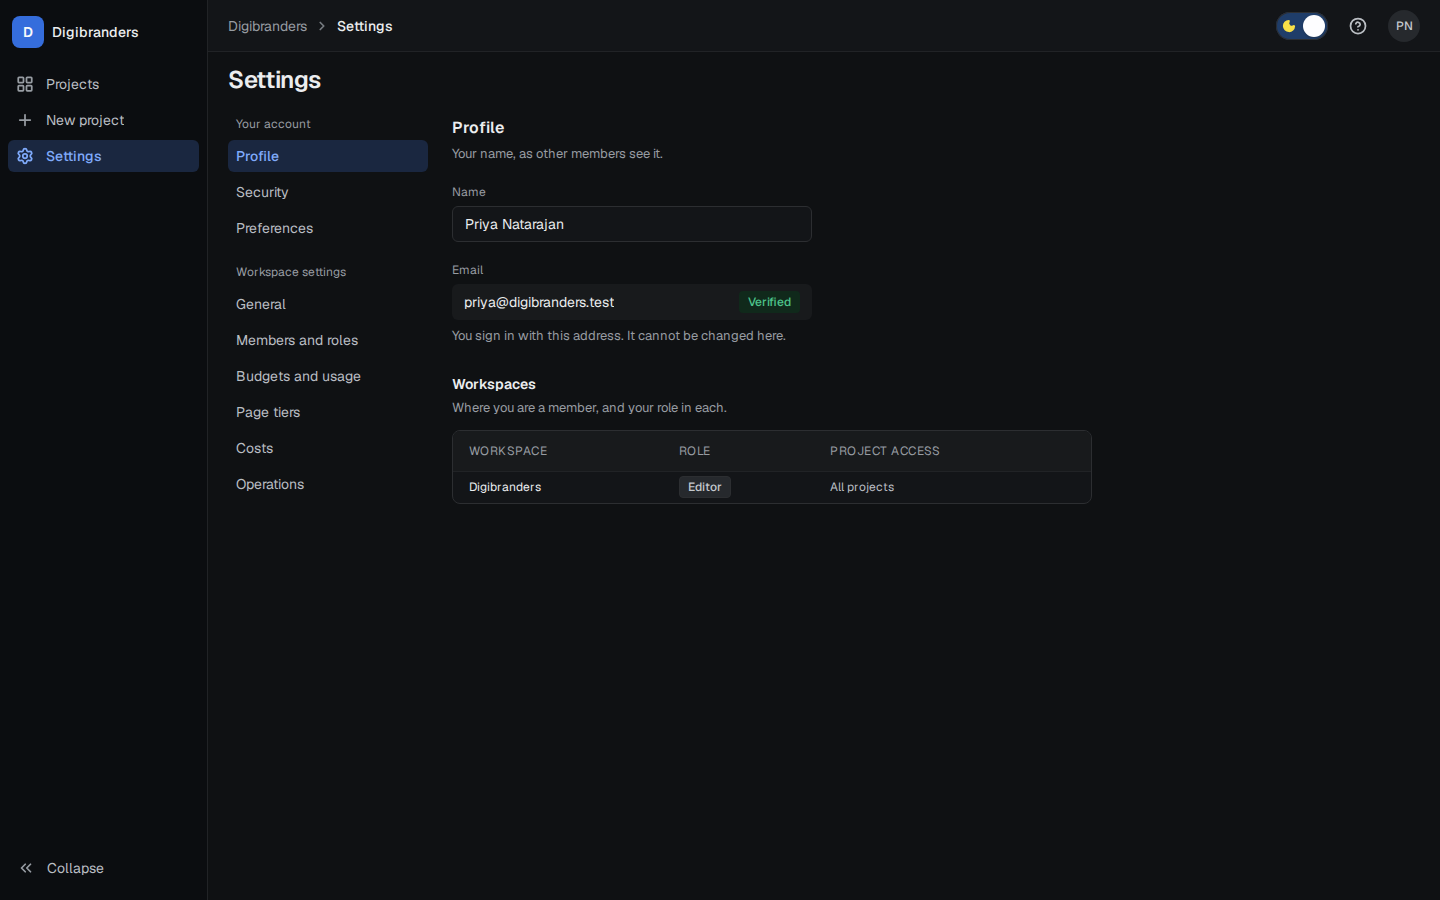 D Digibranders
Projects
New project
Settings
Collapse
Digibranders > Settings
PN
Settings
Your account
Profile
Security
Preferences
Workspace settings
General
Members and roles
Budgets and usage
Page tiers
Costs
Operations
Profile
Your name, as other members see it.
Name
Priya Natarajan
Email
priya@digibranders.test Verified
You sign in with this address. It cannot be changed here.
Workspaces
Where you are a member, and your role in each.
WORKSPACE ROLE PROJECT ACCESS
Digibranders Editor All projects